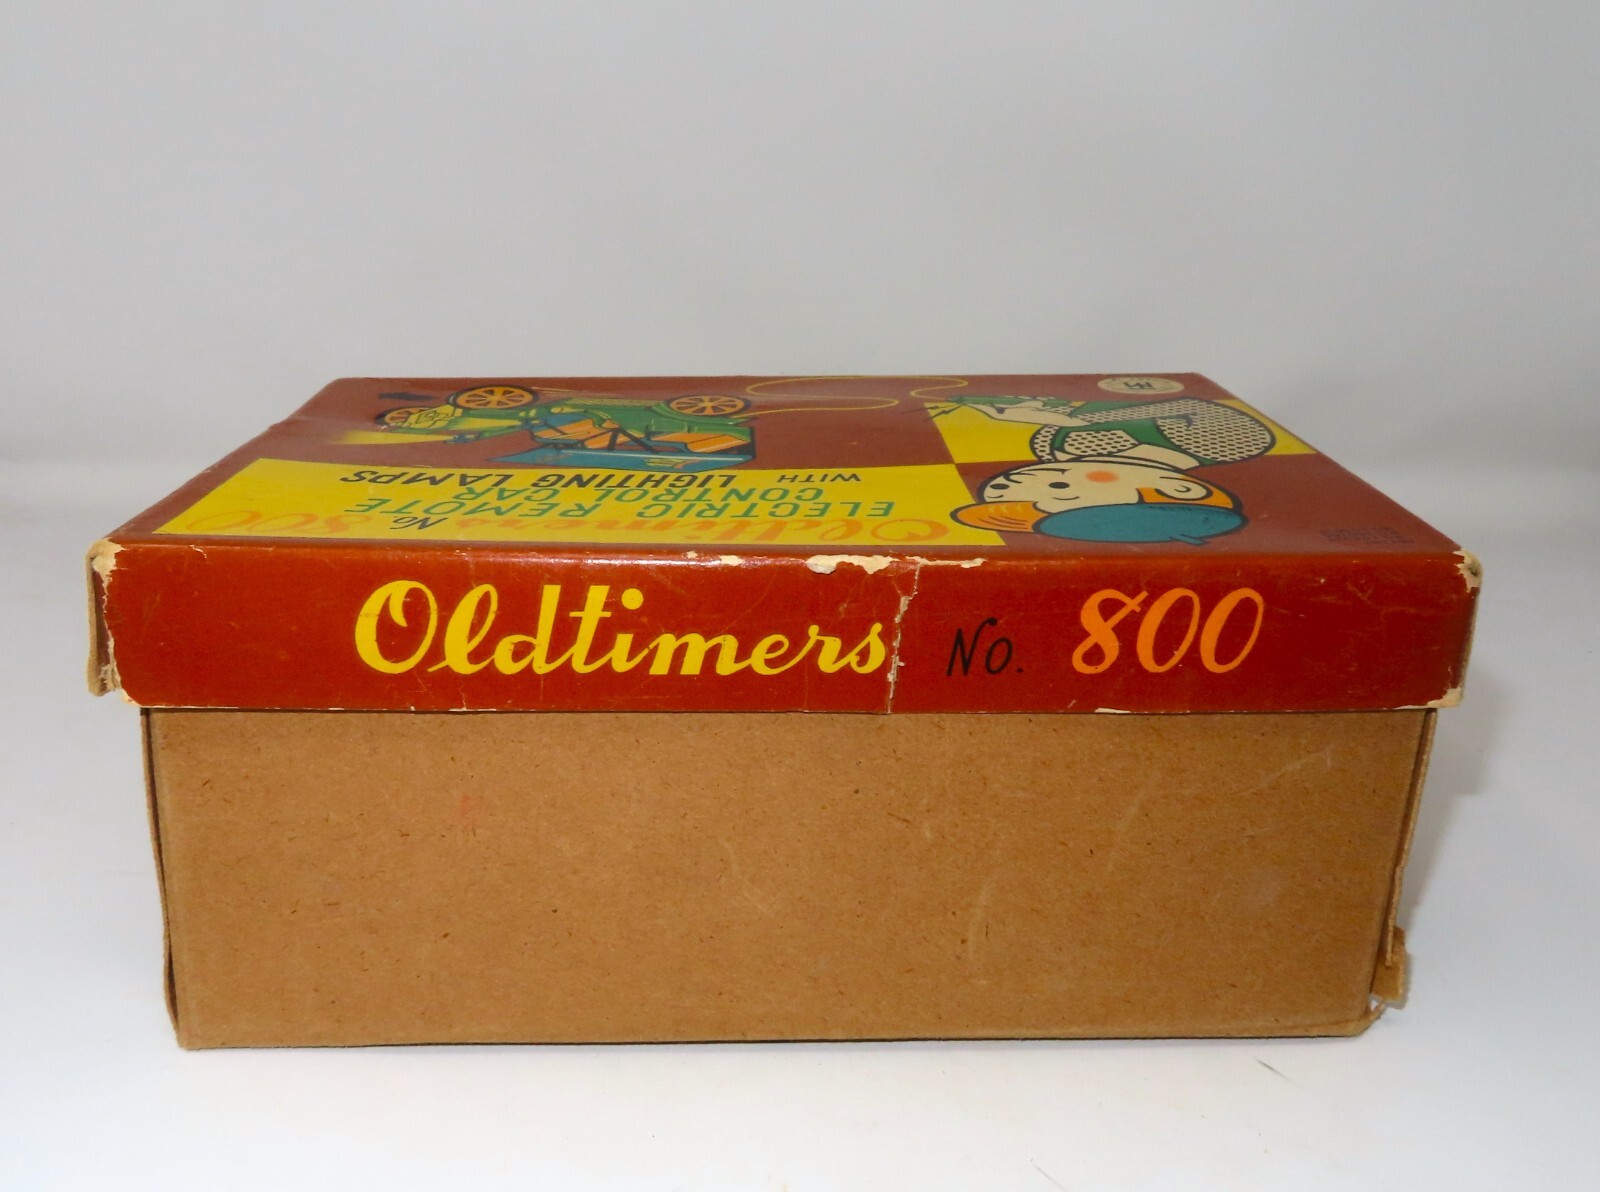 Oldtimers No. 800
Oldtimers No. 800
ELECTRIC REMOTE
CONTROL CAR
WITH LIGHTING LAMPS